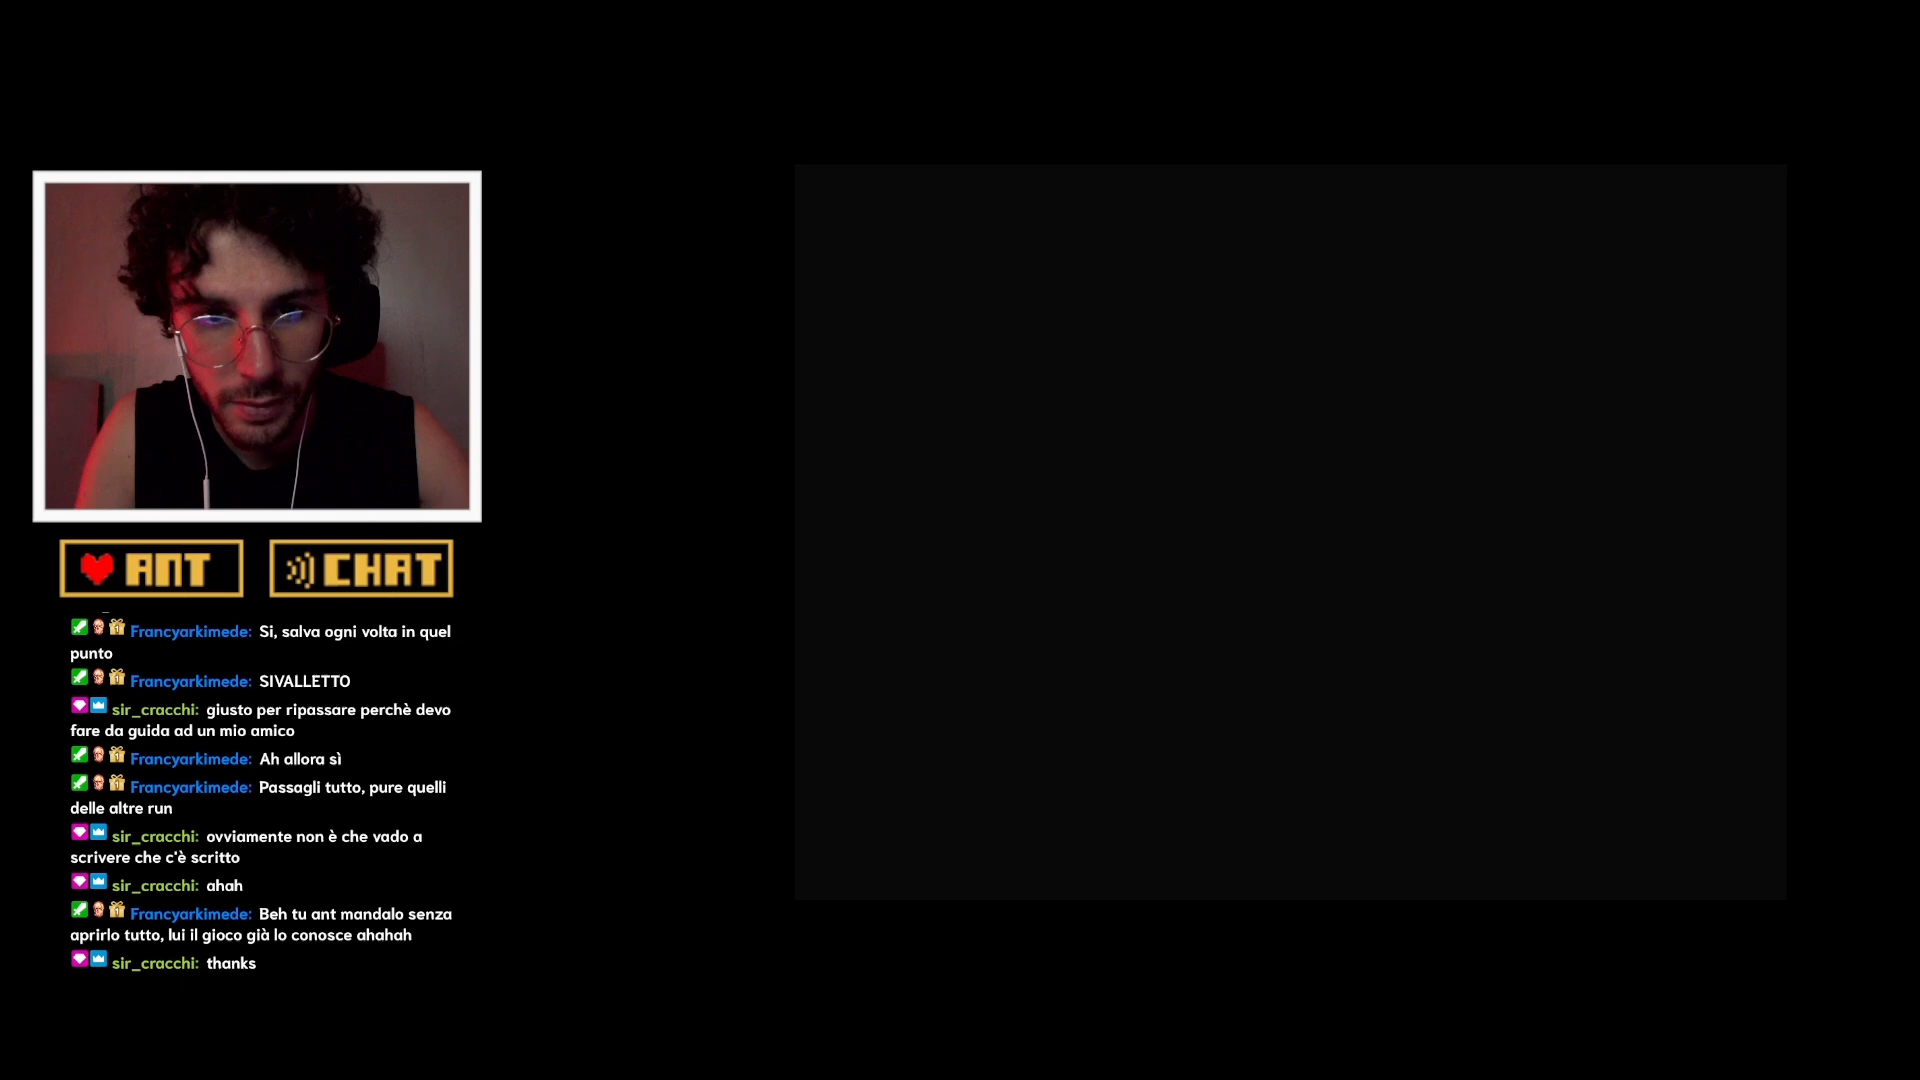 ANT
CHAT
Francyarkimede: Si, salva ogni volta in quel
punto
Francyarkimede: SIVALLETTO
sir_cracchi: giusto per ripassare perchè devo
fare da guida ad un mio amico
Francyarkimede: Ah allora sì
Francyarkimede: Passagli tutto, pure quelli
delle altre run
sir_cracchi: ovviamente non è che vado a
scrivere che c'è scritto
sir_cracchi: ahah
Francyarkimede: Beh tu ant mandalo senza
aprirlo tutto, lui il gioco già lo conosce ahahah
sir_cracchi: thanks